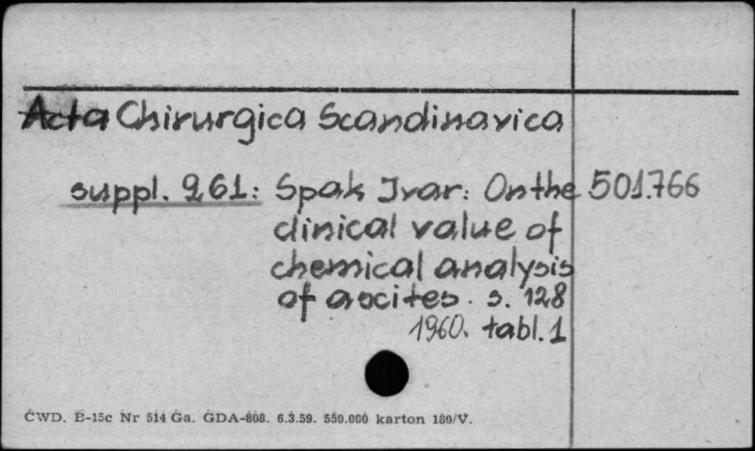 Acta Chirurgica Scandinavica
suppl. 261: Spak Ivar: On the 501.766
clinical value of
chemical analysis
of ascites. s. 128
1960. tabl. 1
CWD. E-15c Nr 514 Ga. GDA-808. 6.3.59. 550.000 karton 180/V.